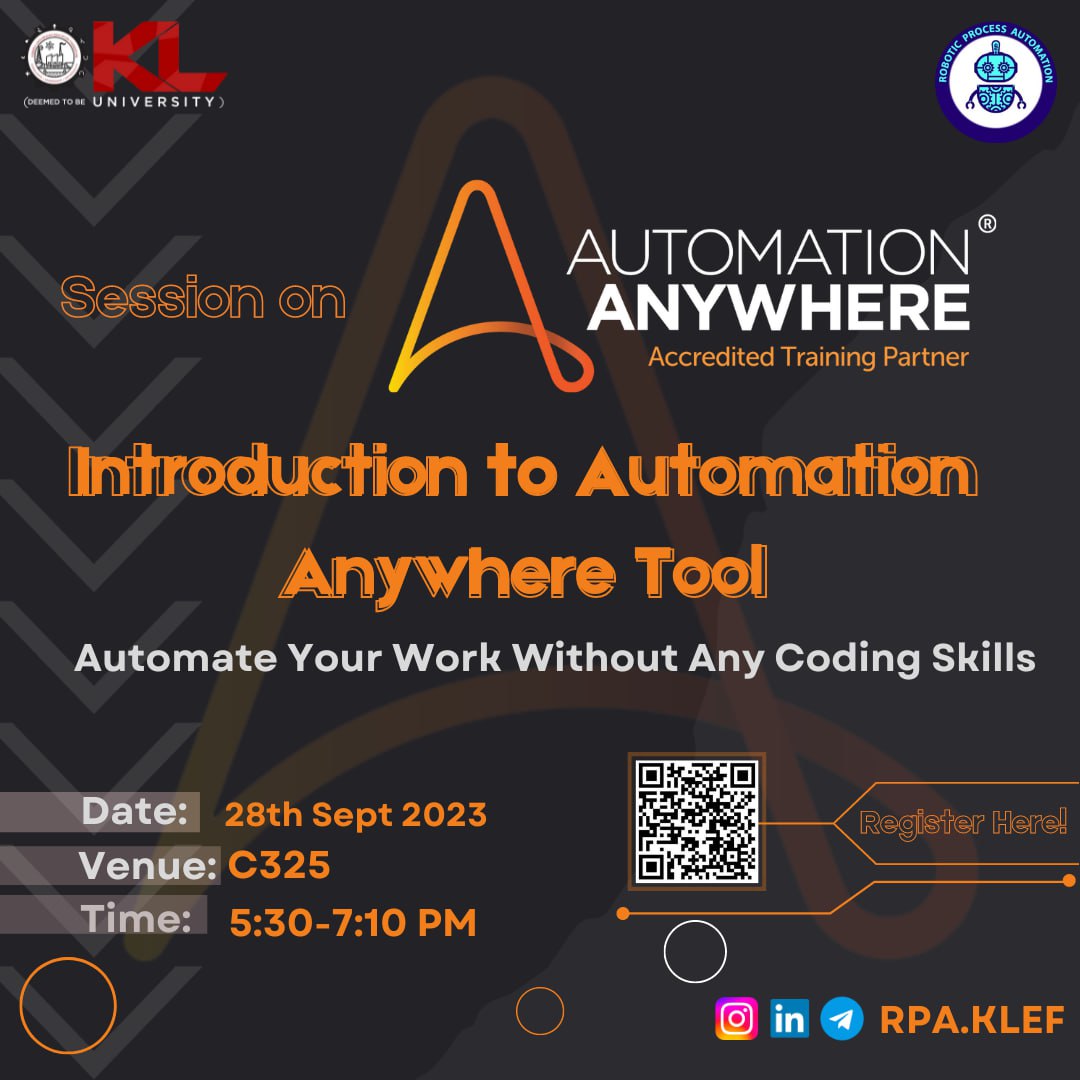 KL
(DEEMED TO BE UNIVERSITY)
ROBOTIC PROCESS AUTOMATION
Session on
AUTOMATION ®
ANYWHERE
Accredited Training Partner
Introduction to Automation
Anywhere Tool
Automate Your Work Without Any Coding Skills
Date: 28th Sept 2023
Venue: C325
Time: 5:30-7:10 PM
Register Here!
in
RPA.KLEF